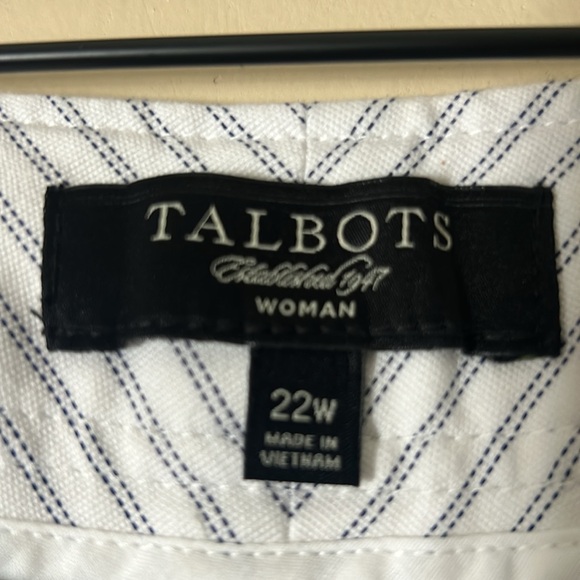 TALBOTS
Established 1947
WOMAN
22W
MADE IN
VIETNAM